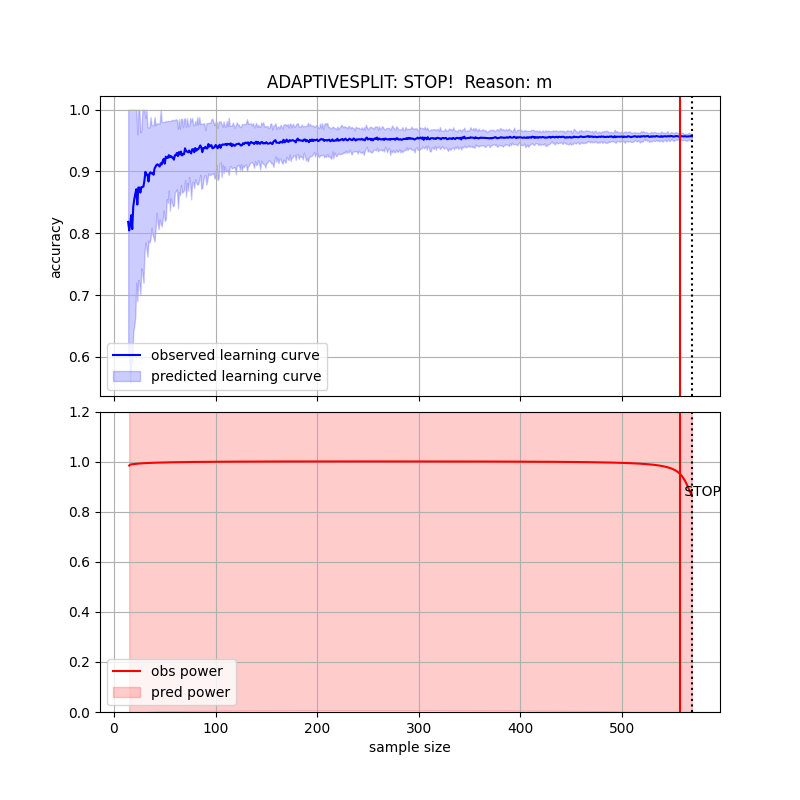 ADAPTIVESPLIT: STOP!  Reason: m
1.0
0.9
0.8
0.7
0.6
accuracy
observed learning curve
predicted learning curve
1.2
1.0
0.8
0.6
0.4
0.2
0.0
STOP
obs power
pred power
0 100 200 300 400 500
sample size